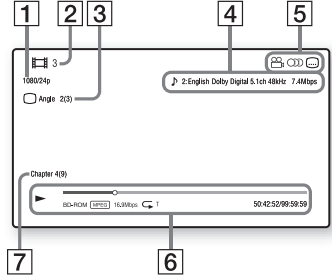 1 2 3 4 5
3
1080/24p
2:English Dolby Digital 5.1ch 48kHz 7.4Mbps
Angle 2(3)
Chapter 4(9)
BD-ROM MPEG 16.9Mbps T 50:42:52/99:59:59
7 6